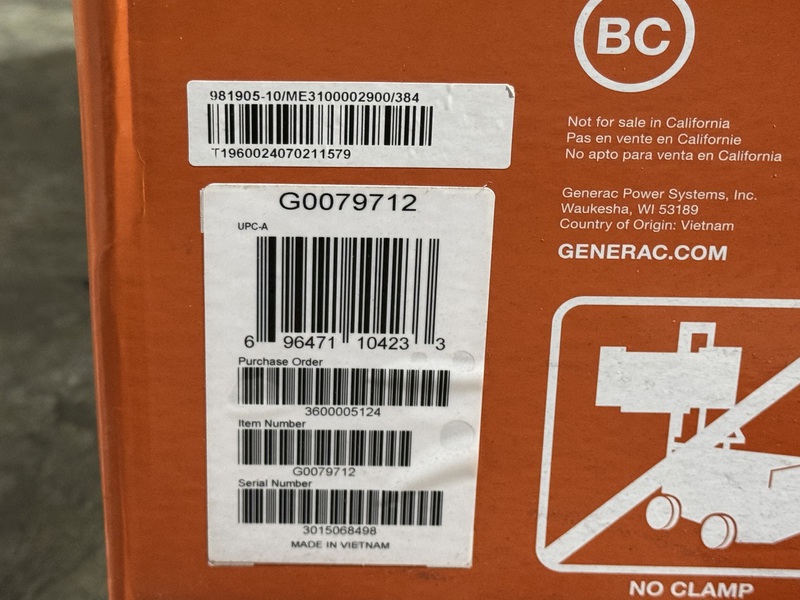 BC
981905-10/ME3100002900/384
T1960024070211579
Not for sale in California
Pas en vente en Californie
No apto para venta en California
Generac Power Systems, Inc.
Waukesha, WI 53189
Country of Origin: Vietnam
GENERAC.COM
G0079712
UPC-A
6 96471 10423 3
Purchase Order
3600005124
Item Number
G0079712
Serial Number
3015068498
MADE IN VIETNAM
NO CLAMP